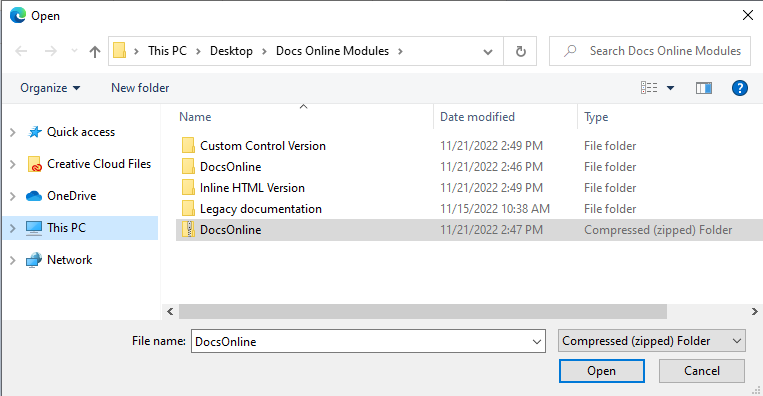 Open
This PC > Desktop > Docs Online Modules >
Search Docs Online Modules
Organize
New folder
?
Name
Date modified
Type
Quick access
Creative Cloud Files
OneDrive
This PC
Network
Custom Control Version 11/21/2022 2:49 PM File folder
DocsOnline 11/21/2022 2:46 PM File folder
Inline HTML Version 11/21/2022 2:49 PM File folder
Legacy documentation 11/15/2022 10:38 AM File folder
DocsOnline 11/21/2022 2:47 PM Compressed (zipped) Folder
File name: DocsOnline
Compressed (zipped) Folder
Open
Cancel